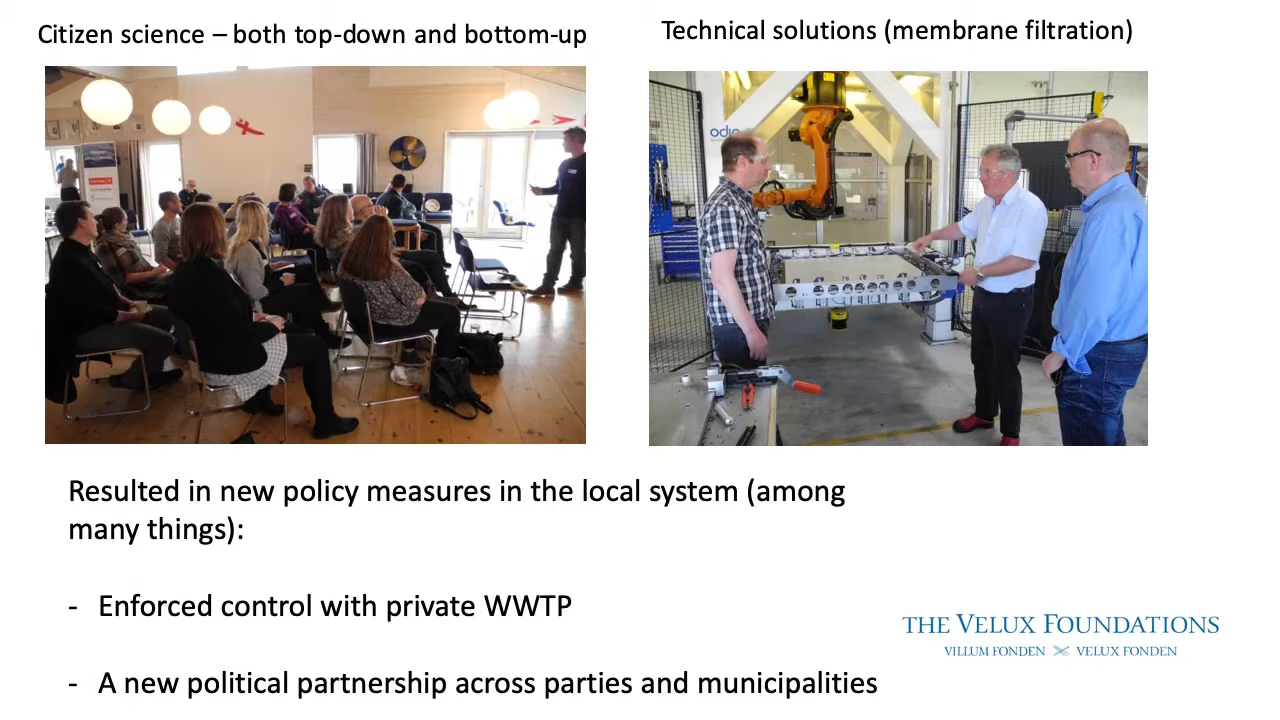 Citizen science – both top-down and bottom-up
Technical solutions (membrane filtration)
odico
Resulted in new policy measures in the local system (among
many things):
- Enforced control with private WWTP
- A new political partnership across parties and municipalities
THE VELUX FOUNDATIONS
VILLUM FONDEN VELUX FONDEN